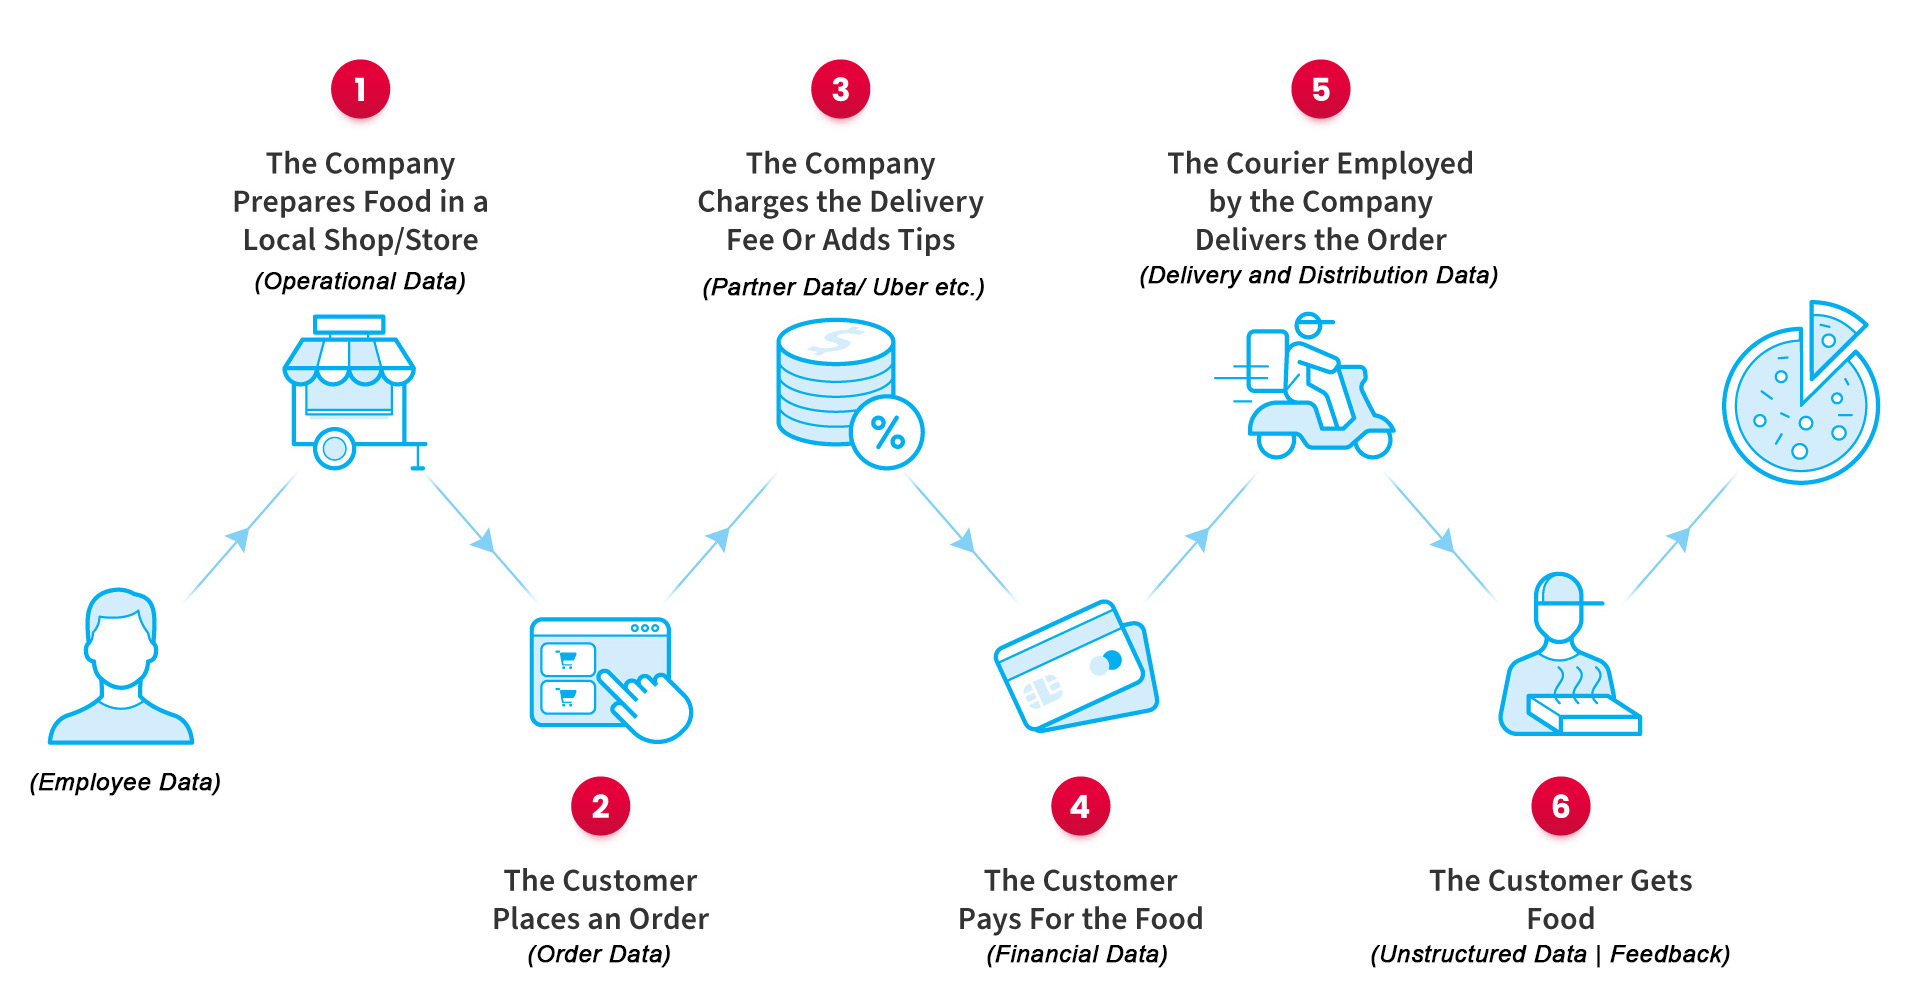 1
The Company
Prepares Food in a
Local Shop/Store
(Operational Data)
3
The Company
Charges the Delivery
Fee Or Adds Tips
(Partner Data/ Uber etc.)
5
The Courier Employed
by the Company
Delivers the Order
(Delivery and Distribution Data)
$
%
(Employee Data)
2
The Customer
Places an Order
(Order Data)
4
The Customer
Pays For the Food
(Financial Data)
6
The Customer Gets
Food
(Unstructured Data | Feedback)